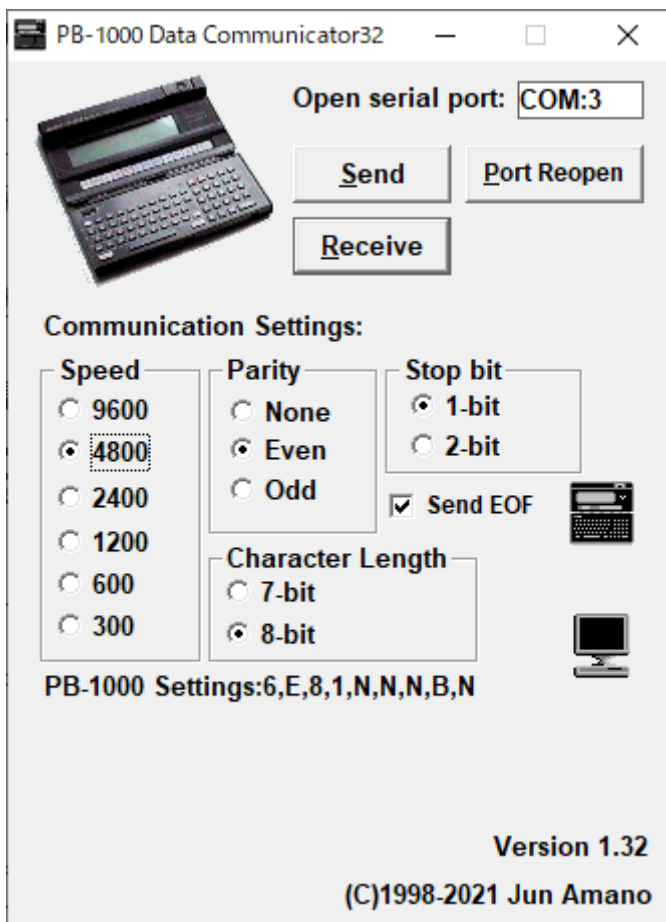 PB-1000 Data Communicator32
Open serial port: COM:3
Send
Port Reopen
Receive
Communication Settings:
Speed
9600
4800
2400
1200
600
300
Parity
None
Even
Odd
Stop bit
1-bit
2-bit
Send EOF
Character Length
7-bit
8-bit
PB-1000 Settings:6,E,8,1,N,N,N,B,N
Version 1.32
(C)1998-2021 Jun Amano